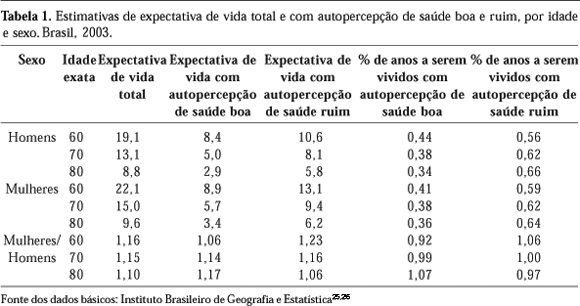 Tabela 1. Estimativas de expectativa de vida total e com autopercepção de saúde boa e ruim, por idade
e sexo. Brasil, 2003.
Sexo Idade Expectativa Expectativa de Expectativa de % de anos a serem % de anos a serem
exata de vida vida com vida com vividos com vividos com
total autopercepção autopercepção autopercepção de autopercepção de
de saúde boa de saúde ruim saúde boa saúde ruim
Homens 60 19,1 8,4 10,6 0,44 0,56
70 13,1 5,0 8,1 0,38 0,62
80 8,8 2,9 5,8 0,34 0,66
Mulheres 60 22,1 8,9 13,1 0,41 0,59
70 15,0 5,7 9,4 0,38 0,62
80 9,6 3,4 6,2 0,36 0,64
Mulheres/ 60 1,16 1,06 1,23 0,92 1,06
Homens 70 1,15 1,14 1,16 0,99 1,00
80 1,10 1,17 1,06 1,07 0,97
Fonte dos dados básicos: Instituto Brasileiro de Geografia e Estatística25,26